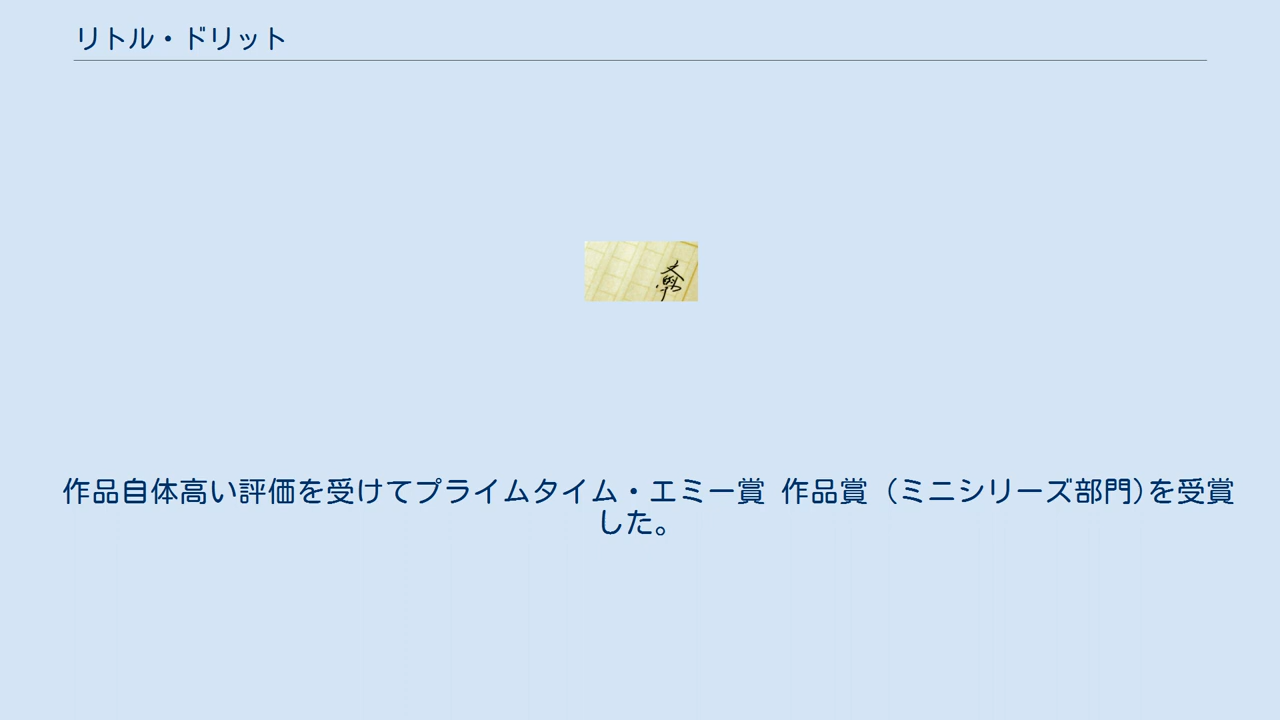 リトル・ドリット
作品自体高い評価を受けてプライムタイム・エミー賞 作品賞 (ミニシリーズ部門)を受賞
した。